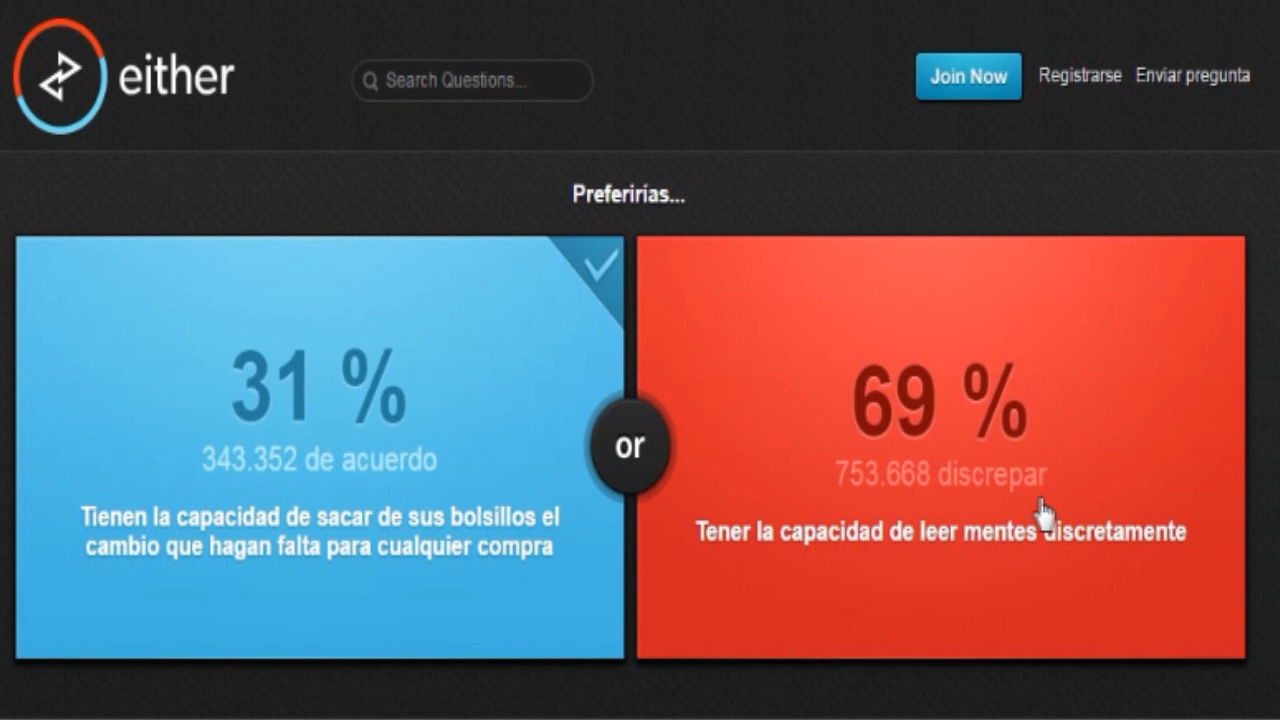 either
Search Questions...
Join Now
Registrarse
Enviar pregunta
Preferirías...
31 %
343.352 de acuerdo
Tienen la capacidad de sacar de sus bolsillos el
cambio que hagan falta para cualquier compra
or
69 %
753.668 discrepar
Tener la capacidad de leer mentes discretamente